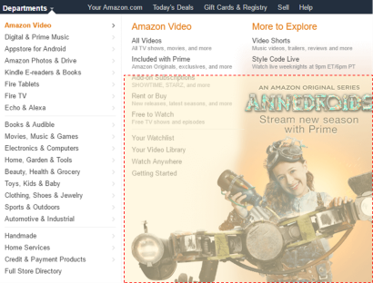 Departments
Your Amazon.com Today's Deals Gift Cards & Registry Sell Help
Amazon Video
Digital & Prime Music
Appstore for Android
Amazon Photos & Drive
Kindle E-readers & Books
Fire Tablets
Fire TV
Echo & Alexa
Books & Audible
Movies, Music & Games
Electronics & Computers
Home, Garden & Tools
Beauty, Health & Grocery
Toys, Kids & Baby
Clothing, Shoes & Jewelry
Sports & Outdoors
Automotive & Industrial
Handmade
Home Services
Credit & Payment Products
Full Store Directory
Amazon Video
All Videos
All TV shows, movies, and more
Included with Prime
Amazon Originals, exclusives, and more
Add-on Subscriptions
SHOWTIME, STARZ, and more
Rent or Buy
New releases, latest seasons, and more
Free to Watch
Free TV shows and episodes
Your Watchlist
Your Video Library
Watch Anywhere
Getting Started
More to Explore
Video Shorts
Music videos, trailers, reviews and more
Style Code Live
Watch live weeknights at 9pm ET/6pm PT
AN AMAZON ORIGINAL SERIES
ANNEDROIDS
Stream new season
with Prime